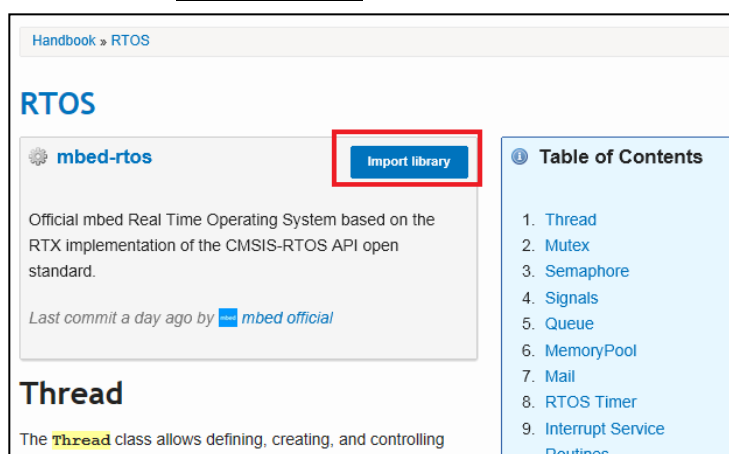 Handbook » RTOS
RTOS
mbed-rtos
Import library
Official mbed Real Time Operating System based on the
RTX implementation of the CMSIS-RTOS API open
standard.
Last commit a day ago by mbed official
Thread
The Thread class allows defining, creating, and controlling
Table of Contents
1. Thread
2. Mutex
3. Semaphore
4. Signals
5. Queue
6. MemoryPool
7. Mail
8. RTOS Timer
9. Interrupt Service
Routines